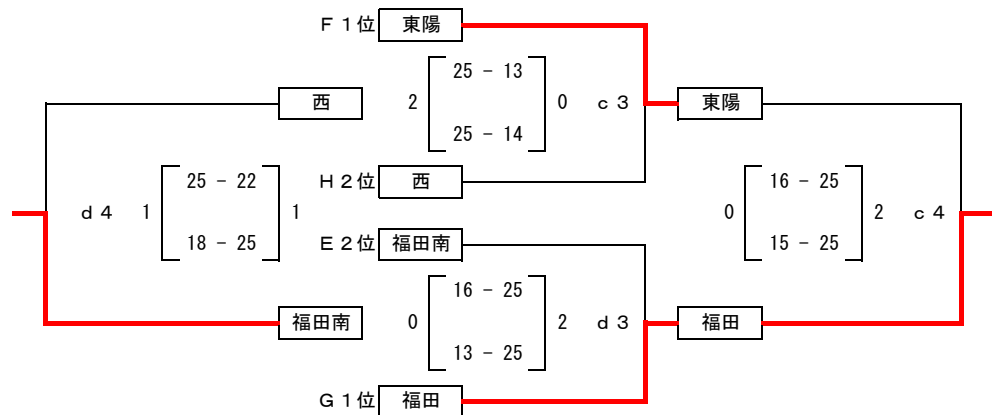 F1位 東陽
25 - 13
西 2 0 c3 東陽
25 - 14
H2位 西
25 - 22 16 - 25
d4 1 1 0 2 c4
18 - 25 15 - 25
E2位 福田南
16 - 25
福田南 0 2 d3 福田
13 - 25
G1位 福田